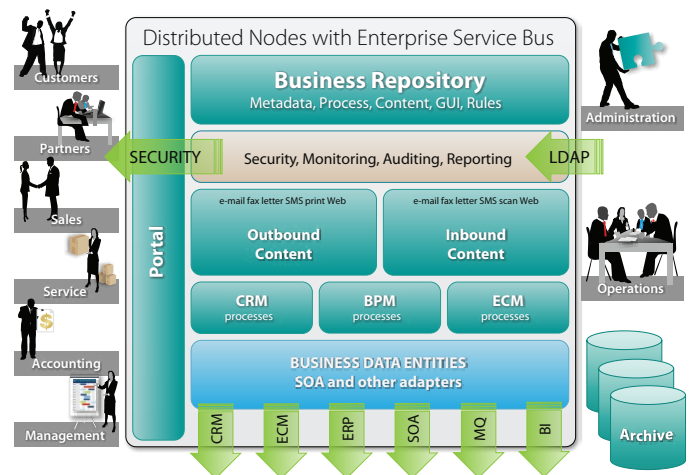 Distributed Nodes with Enterprise Service Bus
Customers
Partners
Sales
Service
Accounting
Management
Portal
Business Repository
Metadata, Process, Content, GUI, Rules
SECURITY
Security, Monitoring, Auditing, Reporting
LDAP
e-mail fax letter SMS print Web
Outbound
Content
e-mail fax letter SMS scan Web
Inbound
Content
CRM
processes
BPM
processes
ECM
processes
BUSINESS DATA ENTITIES
SOA and other adapters
CRM
ECM
ERP
SOA
MQ
BI
Administration
Operations
Archive